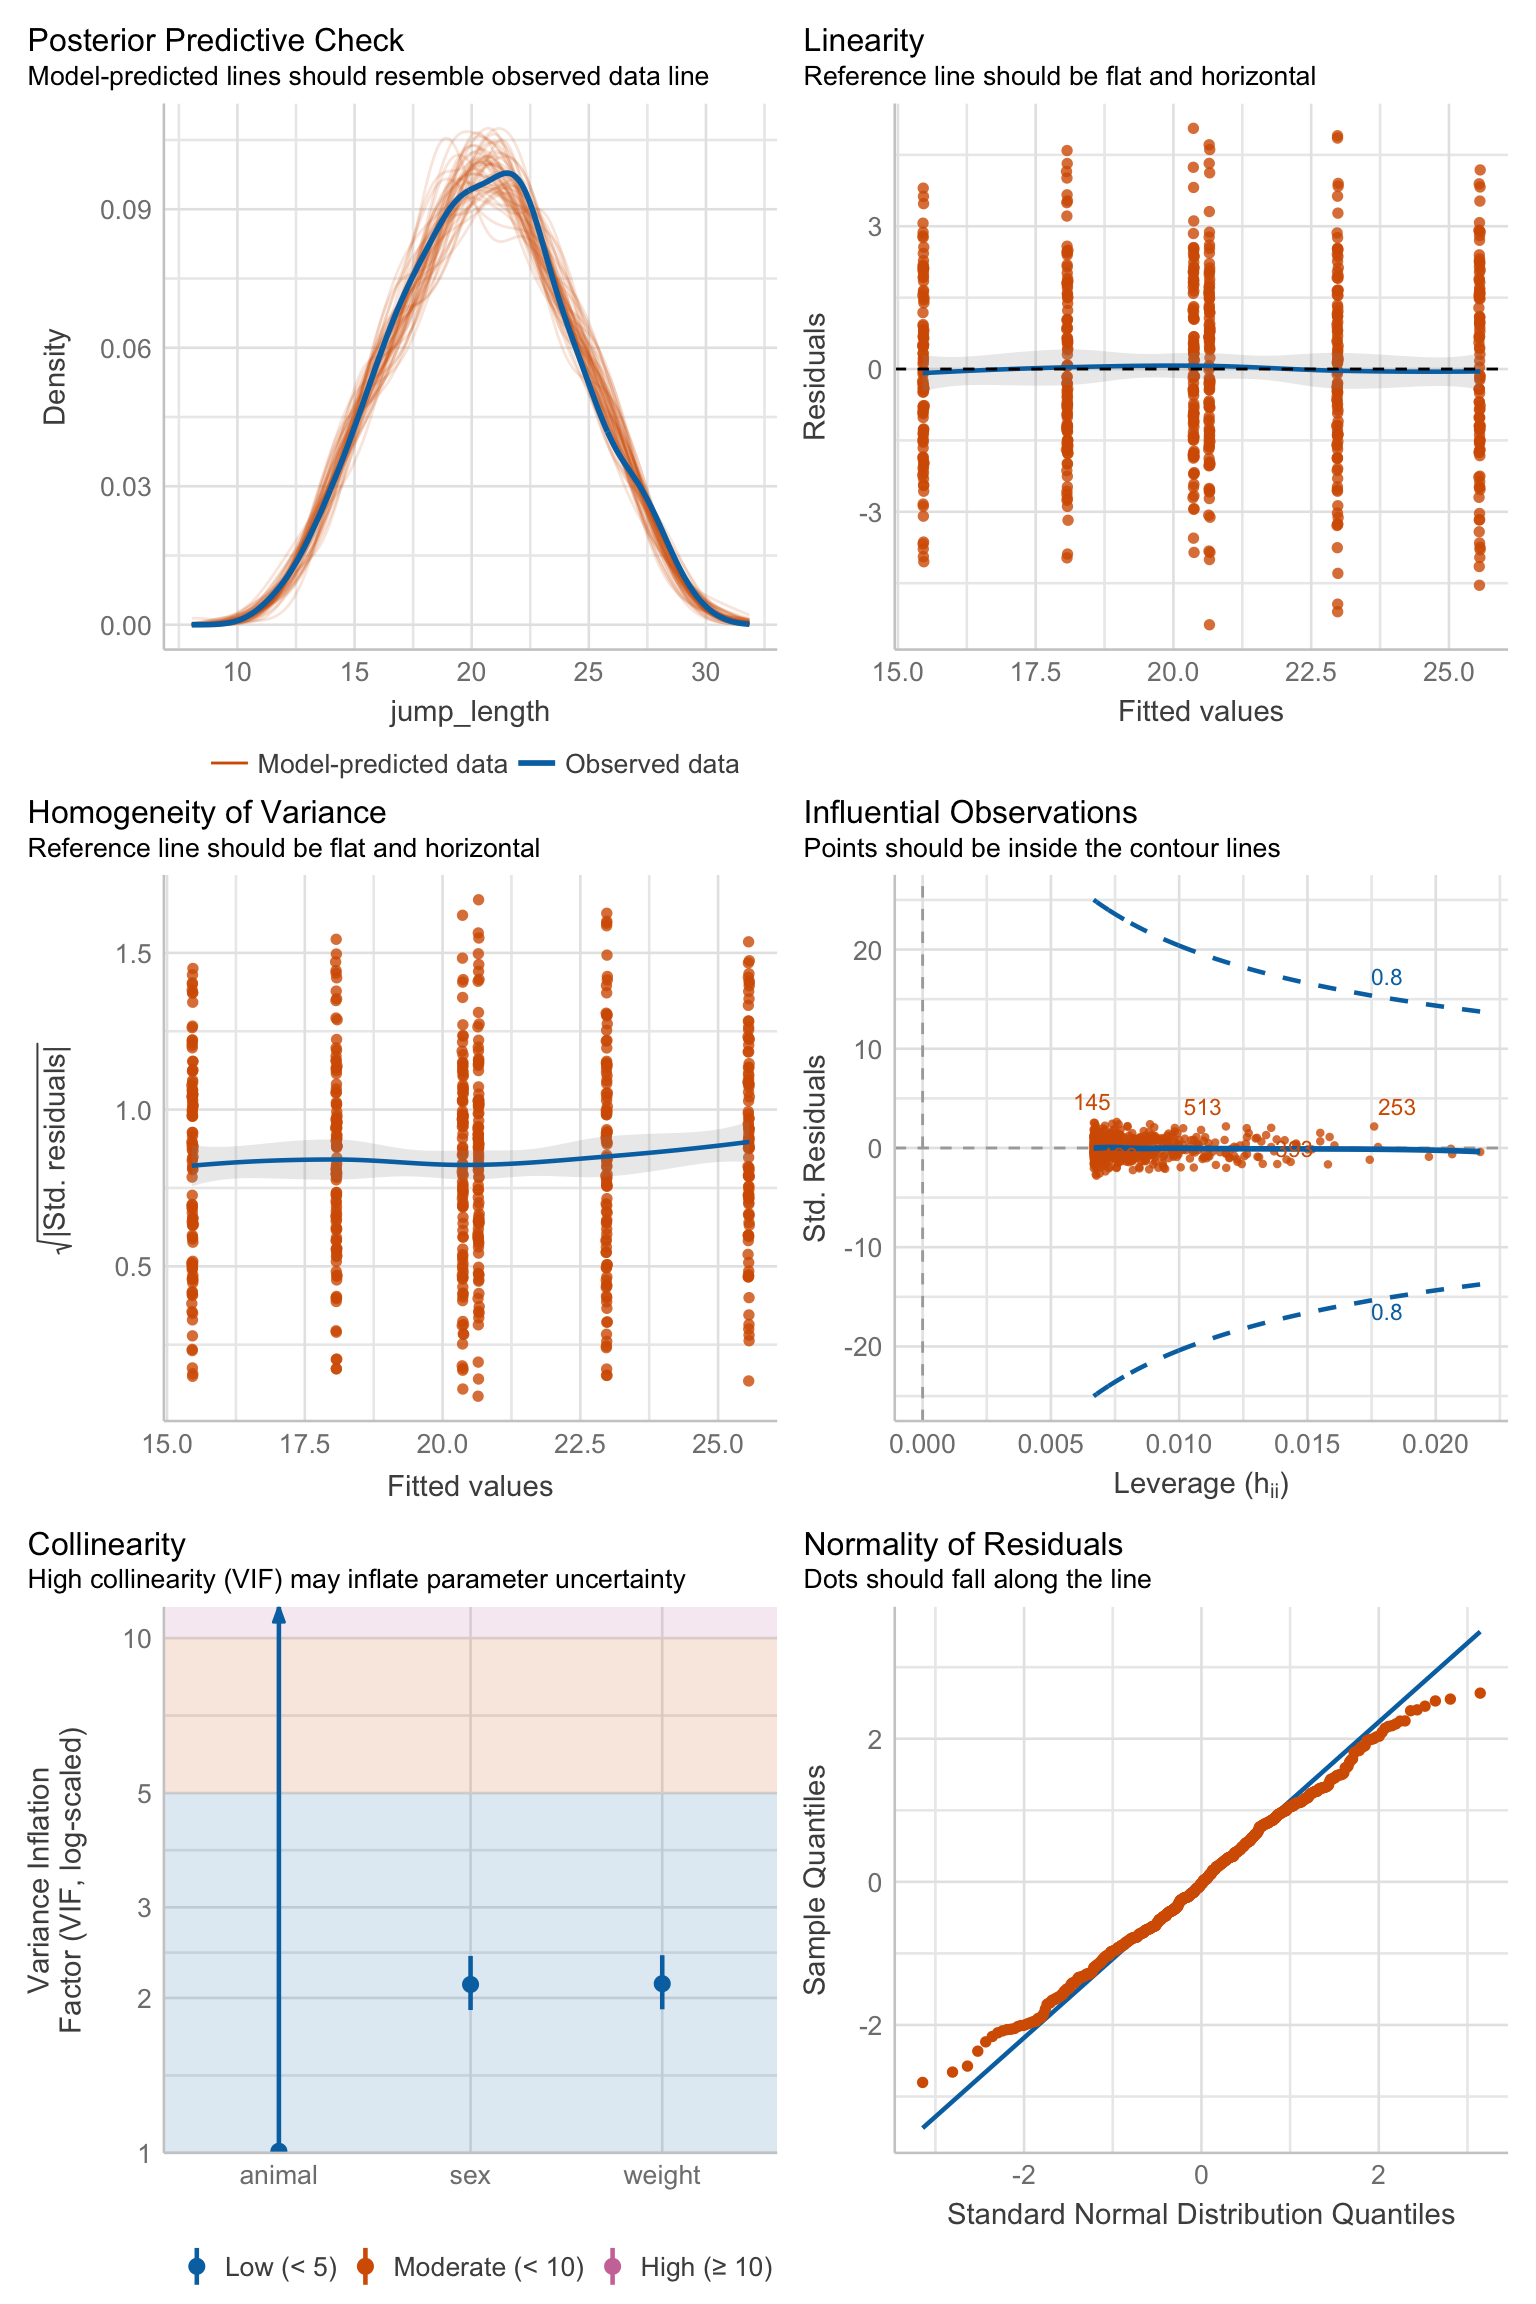 Posterior Predictive Check
Model-predicted lines should resemble observed data line
Density
0.09
0.06
0.03
0.00
10 15 20 25 30
jump_length
Model-predicted data Observed data
Linearity
Reference line should be flat and horizontal
Residuals
3
0
-3
15.0 17.5 20.0 22.5 25.0
Fitted values
Homogeneity of Variance
Reference line should be flat and horizontal
√|Std. residuals|
1.5
1.0
0.5
15.0 17.5 20.0 22.5 25.0
Fitted values
Influential Observations
Points should be inside the contour lines
Std. Residuals
20
10
0
-10
-20
0.8
145 513 253
393
0.8
0.000 0.005 0.010 0.015 0.020
Leverage (hᵢᵢ)
Collinearity
High collinearity (VIF) may inflate parameter uncertainty
Variance Inflation
Factor (VIF, log-scaled)
10
5
3
2
1
animal sex weight
Low (< 5) Moderate (< 10) High (≥ 10)
Normality of Residuals
Dots should fall along the line
Sample Quantiles
2
0
-2
-2 0 2
Standard Normal Distribution Quantiles